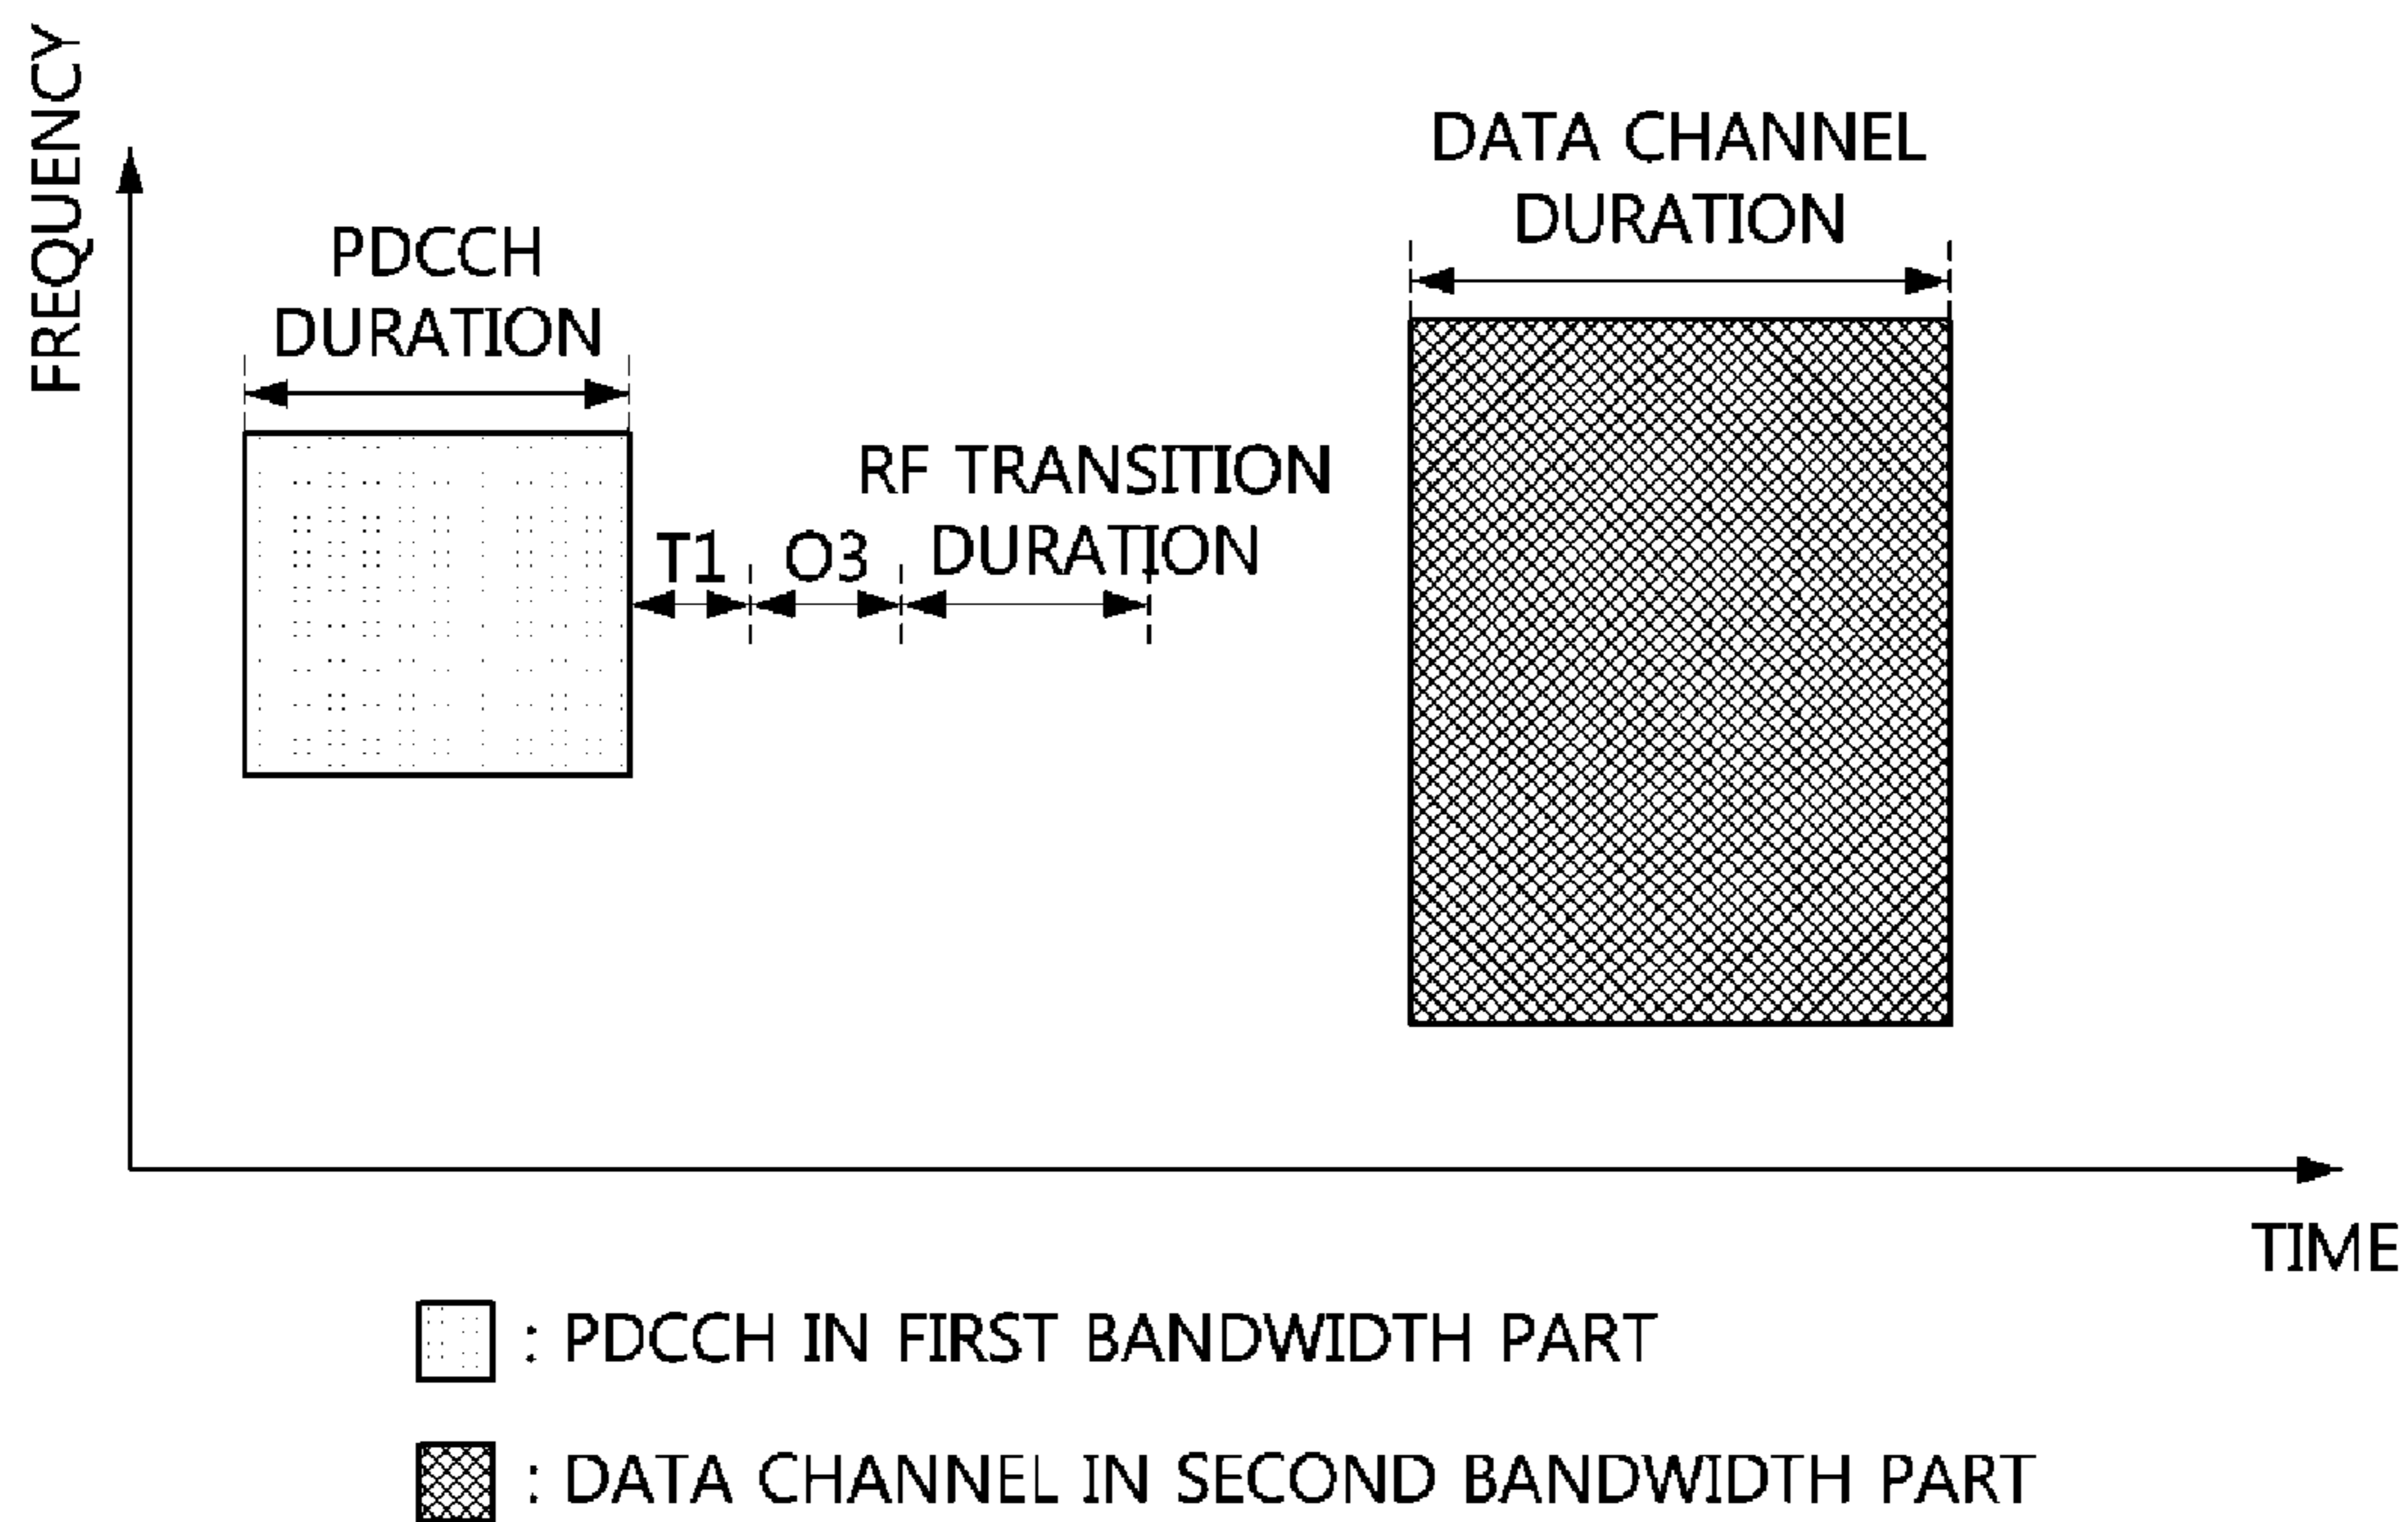 FREQUENCY
DATA CHANNEL
DURATION
PDCCH
DURATION
RF TRANSITION
DURATION
T1
O3
TIME
: PDCCH IN FIRST BANDWIDTH PART
: DATA CHANNEL IN SECOND BANDWIDTH PART